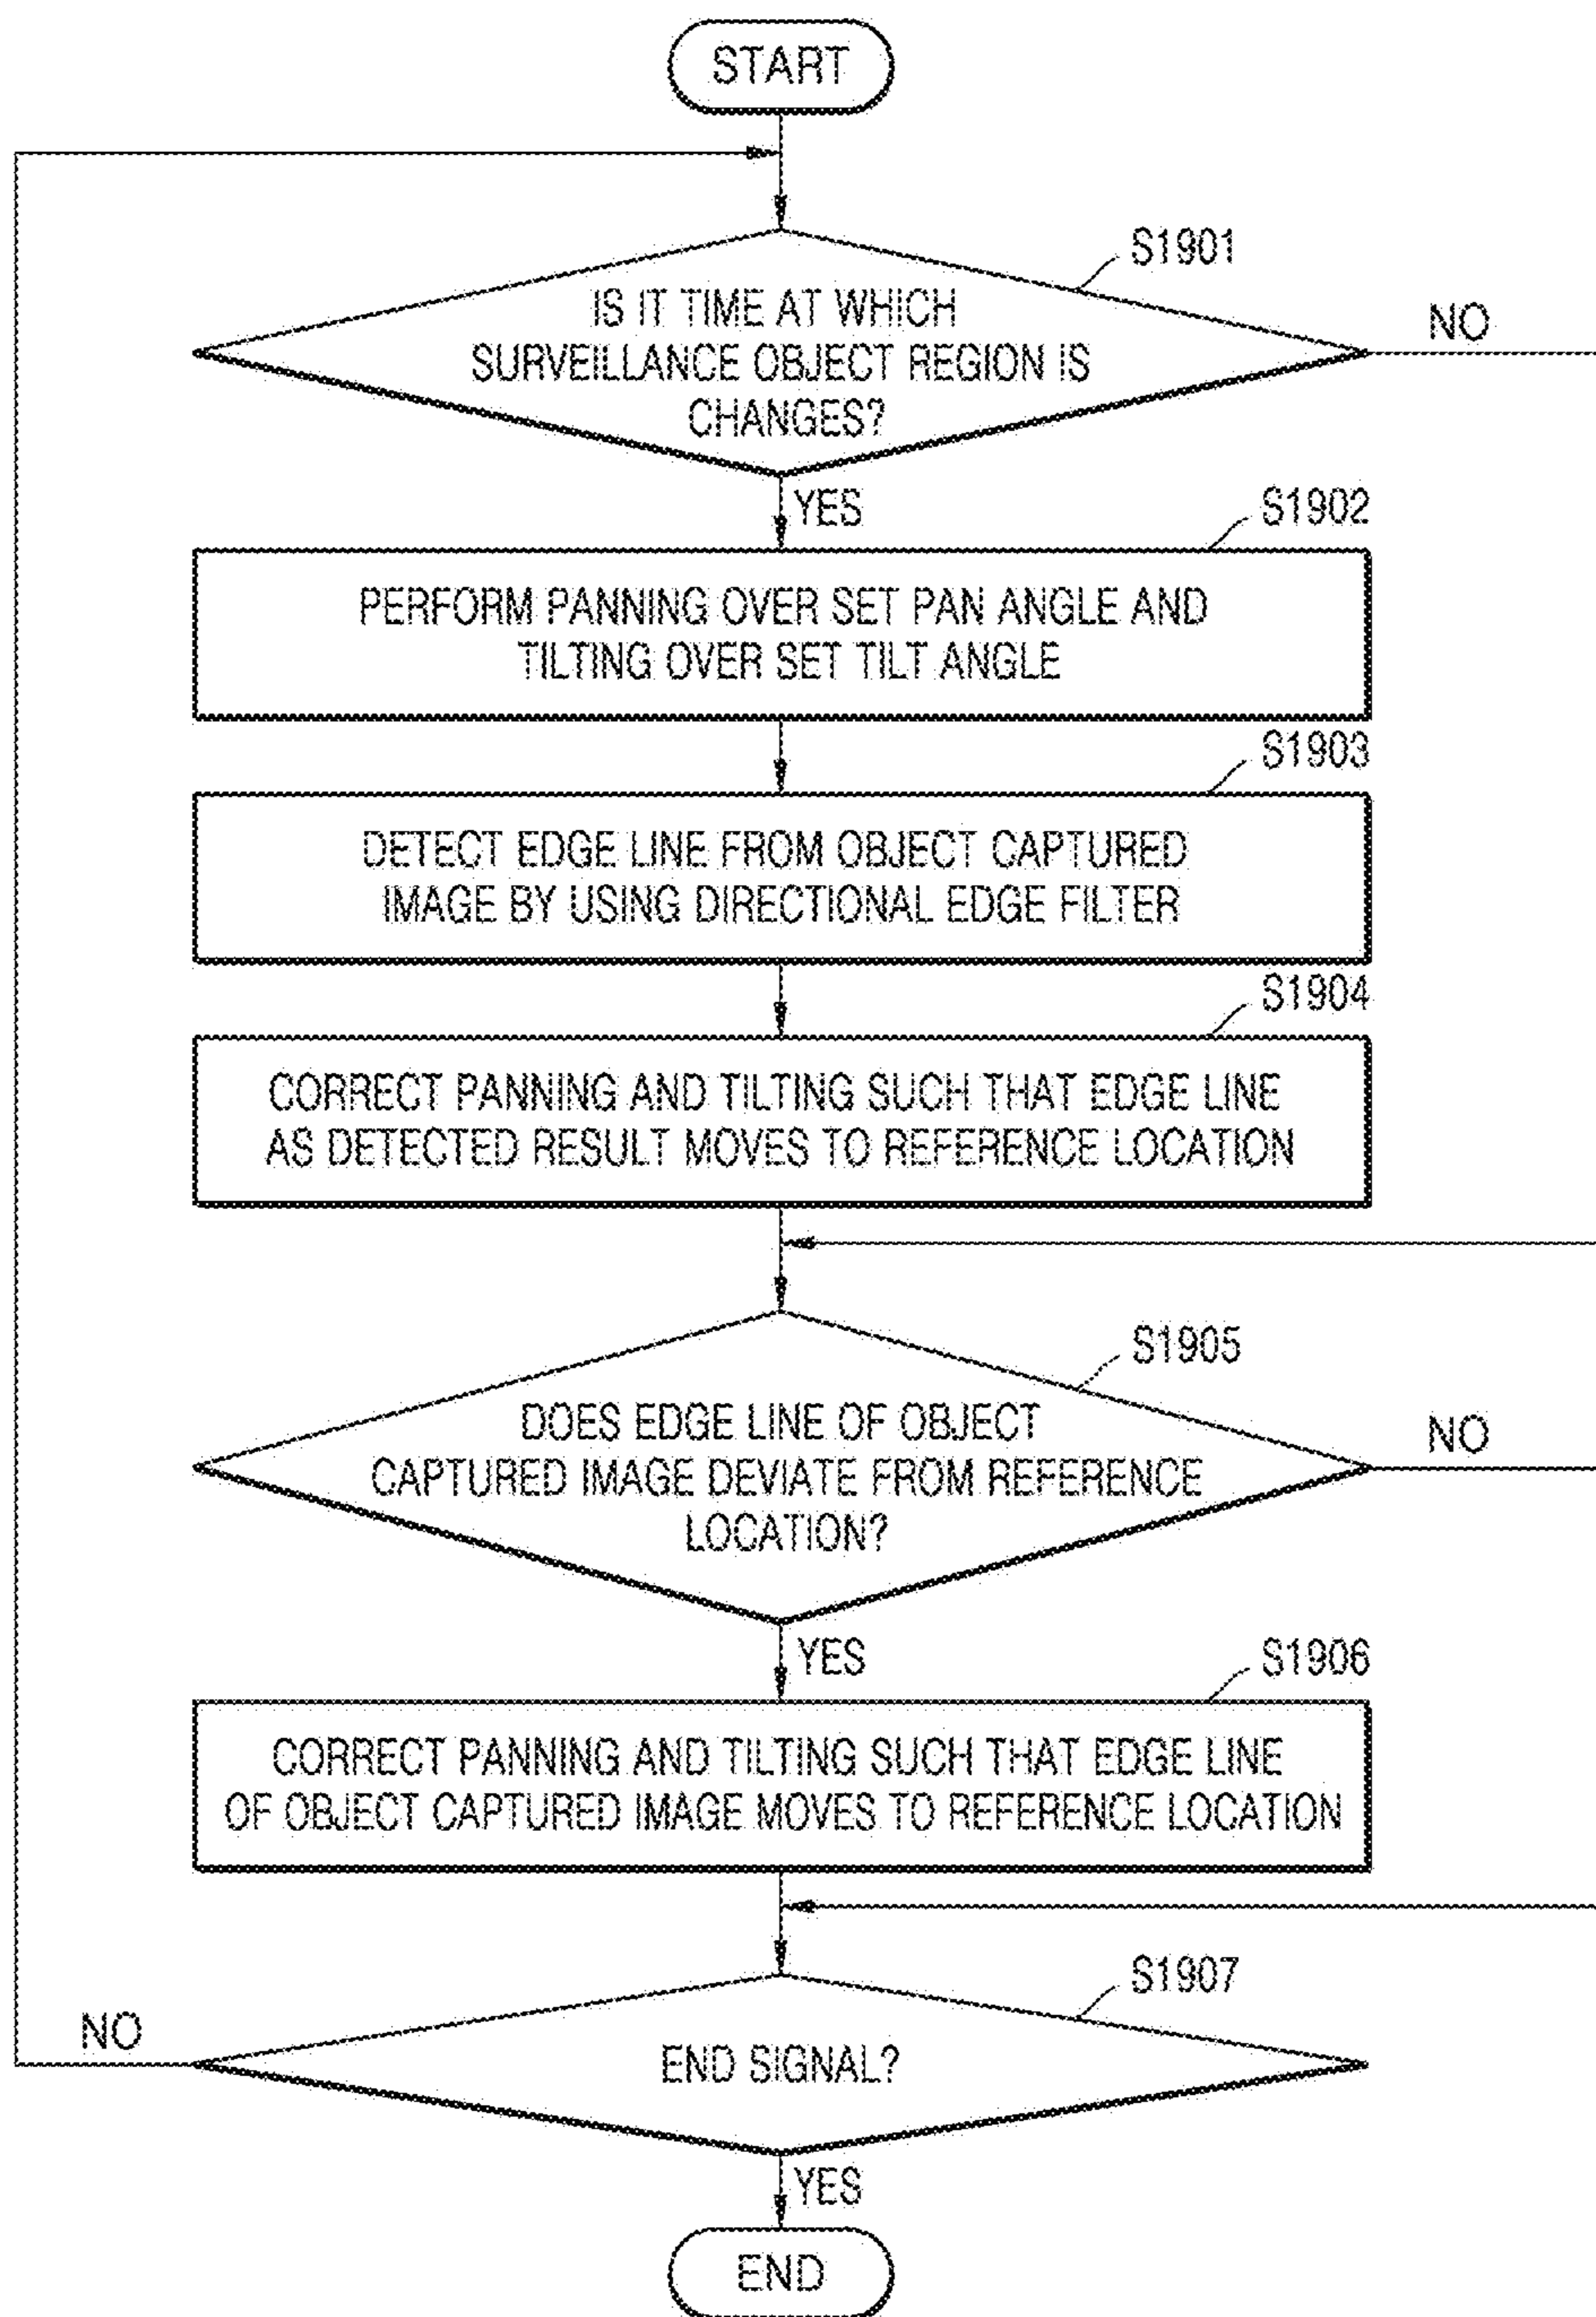 START
S1901
IS IT TIME AT WHICH
SURVEILLANCE OBJECT REGION IS
CHANGES?
NO
YES
S1902
PERFORM PANNING OVER SET PAN ANGLE AND
TILTING OVER SET TILT ANGLE
S1903
DETECT EDGE LINE FROM OBJECT CAPTURED
IMAGE BY USING DIRECTIONAL EDGE FILTER
S1904
CORRECT PANNING AND TILTING SUCH THAT EDGE LINE
AS DETECTED RESULT MOVES TO REFERENCE LOCATION
S1905
DOES EDGE LINE OF OBJECT
CAPTURED IMAGE DEVIATE FROM REFERENCE
LOCATION?
NO
YES
S1906
CORRECT PANNING AND TILTING SUCH THAT EDGE LINE
OF OBJECT CAPTURED IMAGE MOVES TO REFERENCE LOCATION
S1907
NO
END SIGNAL?
YES
END